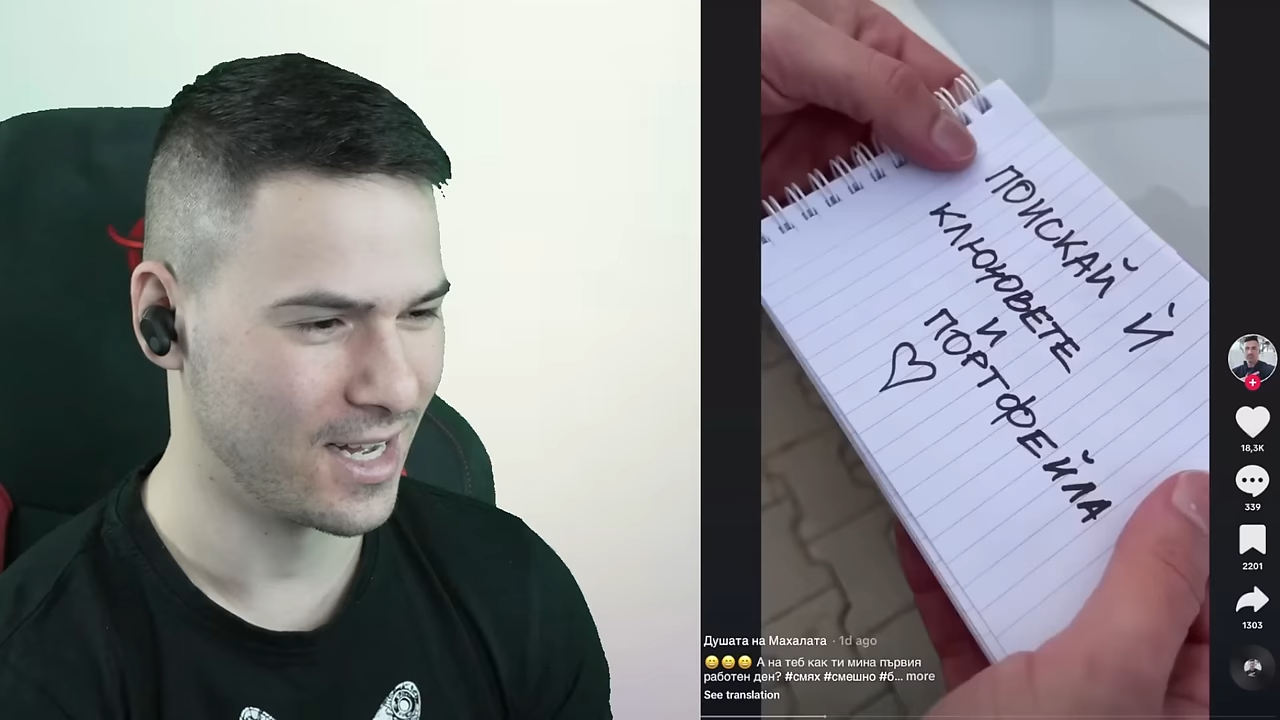 ПОИСКАЙ Й
КЛЮЧОВЕТЕ
И
ПОРТФЕЙЛА
18,3K
339
2201
1303
Душата на Махалата · 1d ago
😄😄😄 А на теб как ти мина първия
работен ден? #смях #смешно #б... more
See translation